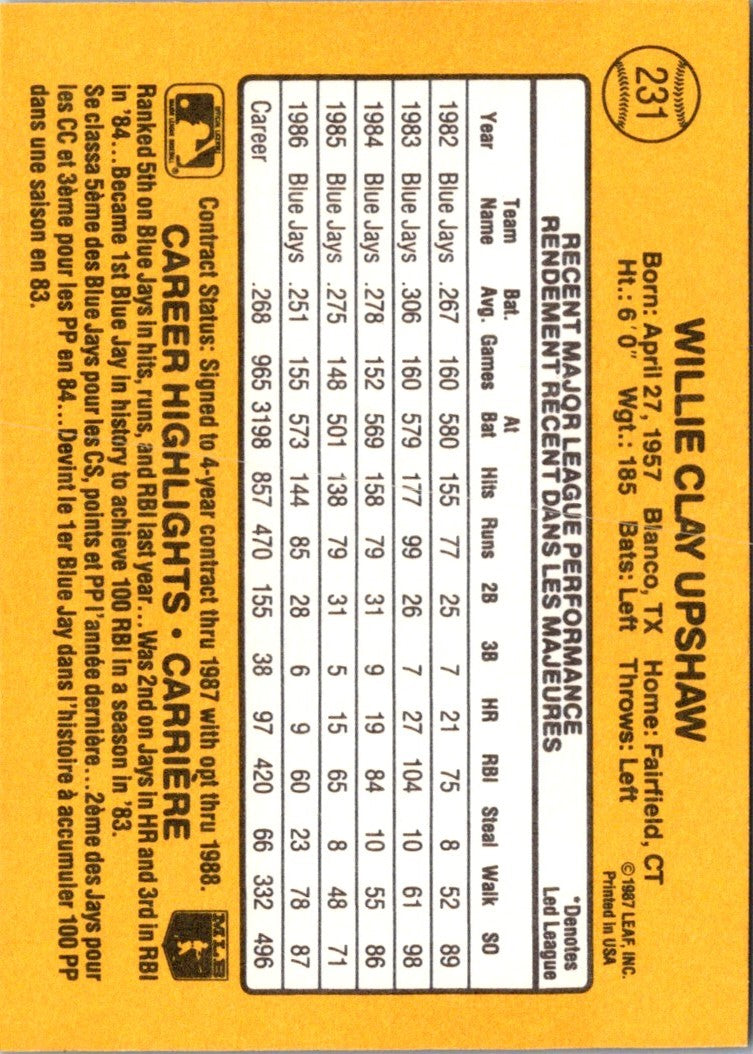 231
WILLIE CLAY UPSHAW
Born: April 27, 1957 Blanco, TX Home: Fairfield, CT
Ht.: 6'0" Wgt.: 185 Bats: Left Throws: Left
©1987 LEAF, INC.
Printed in USA
RECENT MAJOR LEAGUE PERFORMANCE
RENDEMENT RÉCENT DANS LES MAJEURES
*Denotes
Led League
Year Team Name Bat. Avg. Games At Bat Hits Runs 2B 3B HR RBI Steal Walk SO
1982 Blue Jays .267 160 580 155 77 25 7 21 75 8 52 89
1983 Blue Jays .306 160 579 177 99 26 7 27 104 10 61 98
1984 Blue Jays .278 152 569 158 79 31 9 19 84 10 55 86
1985 Blue Jays .275 148 501 138 79 31 5 15 65 8 48 71
1986 Blue Jays .251 155 573 144 85 28 6 9 60 23 78 87
Career .268 965 3198 857 470 155 38 97 420 66 332 496
Contract Status: Signed to 4-year contract thru 1987 with opt thru 1988.
CAREER HIGHLIGHTS • CARRIÈRE
MLB
Ranked 5th on Blue Jays in hits, runs, and RBI last year... Was 2nd on Jays in HR and 3rd in RBI
in '84... Became 1st Blue Jay in history to achieve 100 RBI in a season in '83.
Se classa 5ème des Blue Jays pour les CS, points et PP l'année dernière... 2ème des Jays pour
les CC et 3ème pour les PP en 84... Devint le 1er Blue Jay dans l'histoire à accumuler 100 PP
dans une saison en 83.